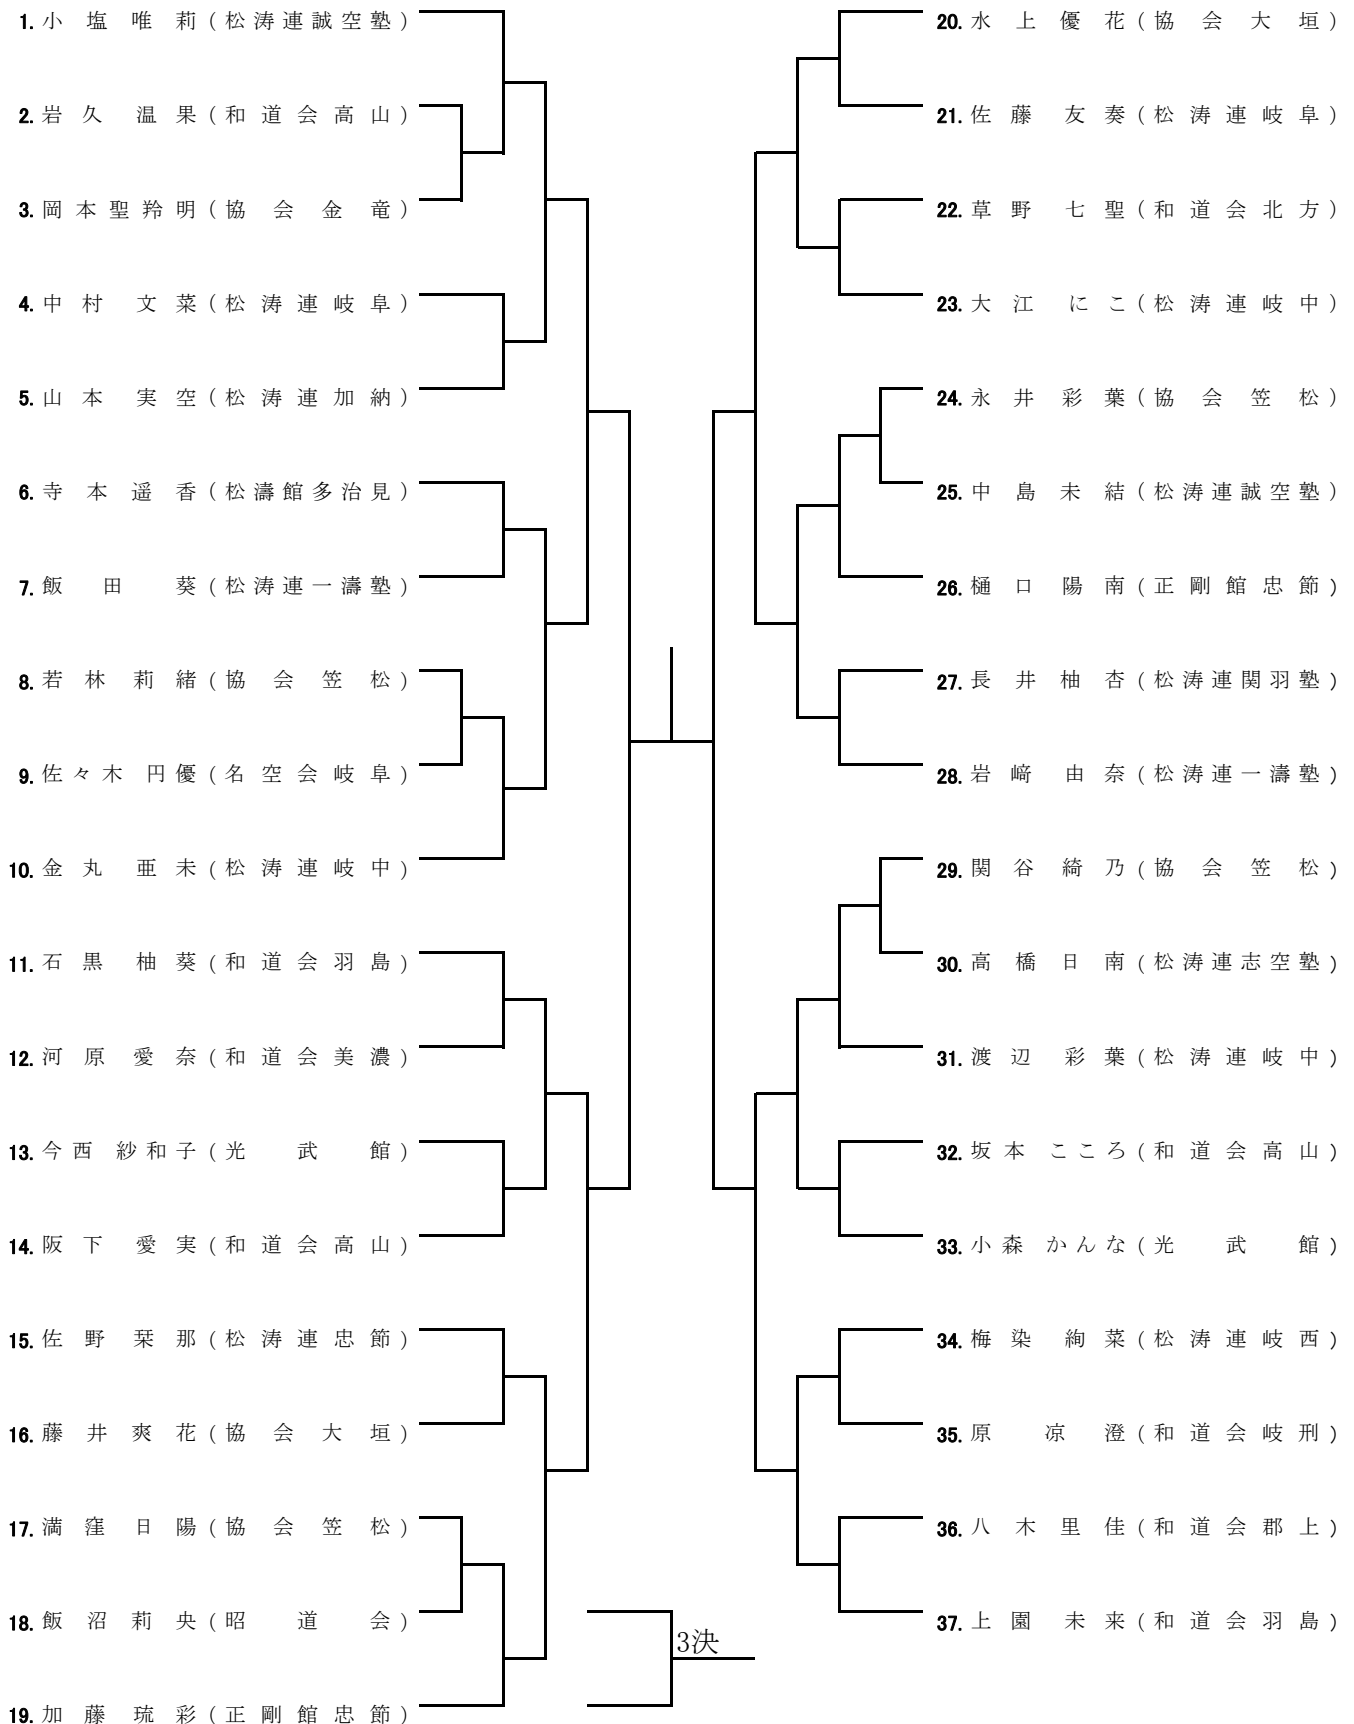 1. 小塩唯莉(松涛連誠空塾)
2. 岩久 温果(和道会高山)
3. 岡本聖羚明(協会金竜)
4. 中村 文菜(松涛連岐阜)
5. 山本 実空(松涛連加納)
6. 寺本遥香(松濤館多治見)
7. 飯田 葵(松涛連一濤塾)
8. 若林莉緒(協会笠松)
9. 佐々木 円優(名空会岐阜)
10. 金丸 亜未(松涛連岐中)
11. 石黒 柚葵(和道会羽島)
12. 河原愛奈(和道会美濃)
13. 今西 紗和子(光武館)
14. 阪下 愛実(和道会高山)
15. 佐野栞那(松涛連忠節)
16. 藤井爽花(協会大垣)
17. 満窪日陽(協会笠松)
18. 飯沼莉央(昭道会)
19. 加藤琉彩(正剛館忠節)
3決
20. 水上優花(協会大垣)
21. 佐藤 友奏(松涛連岐阜)
22. 草野 七聖(和道会北方)
23. 大江 にこ(松涛連岐中)
24. 永井彩葉(協会笠松)
25. 中島未結(松涛連誠空塾)
26. 樋口陽南(正剛館忠節)
27. 長井柚杏(松涛連関羽塾)
28. 岩﨑 由奈(松涛連一濤塾)
29. 関谷綺乃(協会笠松)
30. 高橋日南(松涛連志空塾)
31. 渡辺 彩葉(松涛連岐中)
32. 坂本 こころ(和道会高山)
33. 小森 かんな(光武館)
34. 梅染 絢菜(松涛連岐西)
35. 原 涼澄(和道会岐刑)
36. 八木里佳(和道会郡上)
37. 上園 未来(和道会羽島)